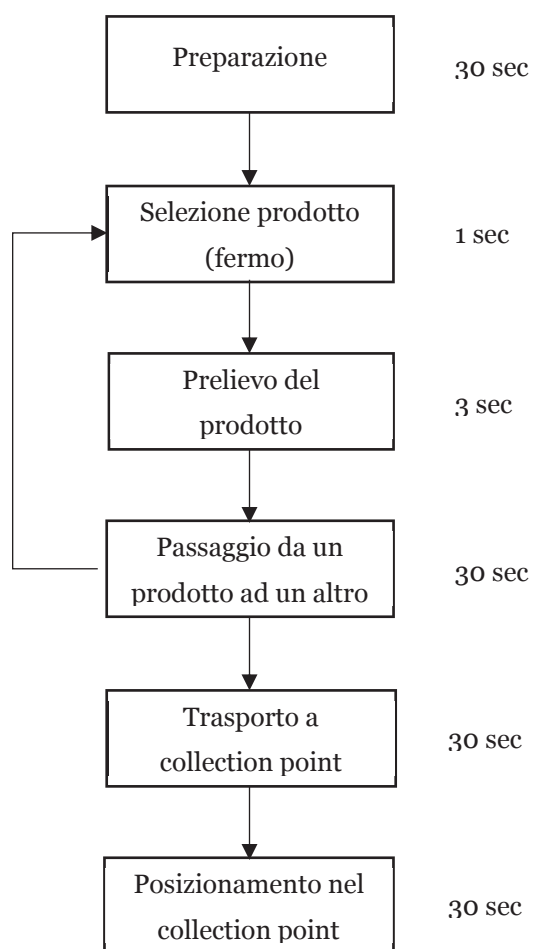 Preparazione
30 sec
Selezione prodotto
(fermo)
1 sec
Prelievo del
prodotto
3 sec
Passaggio da un
prodotto ad un altro
30 sec
Trasporto a
collection point
30 sec
Posizionamento nel
collection point
30 sec